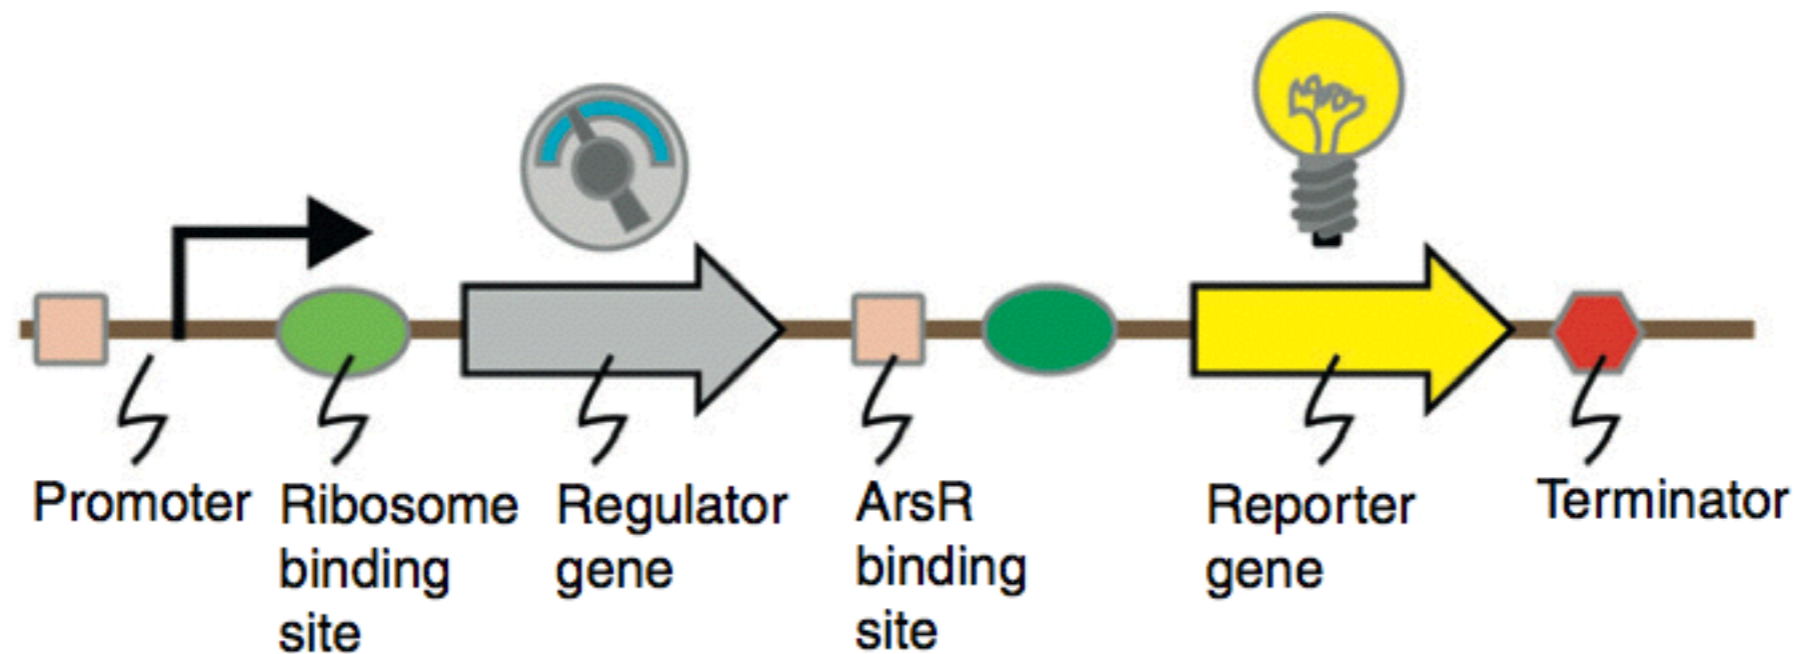 Promoter
Ribosome
binding
site
Regulator
gene
ArsR
binding
site
Reporter
gene
Terminator